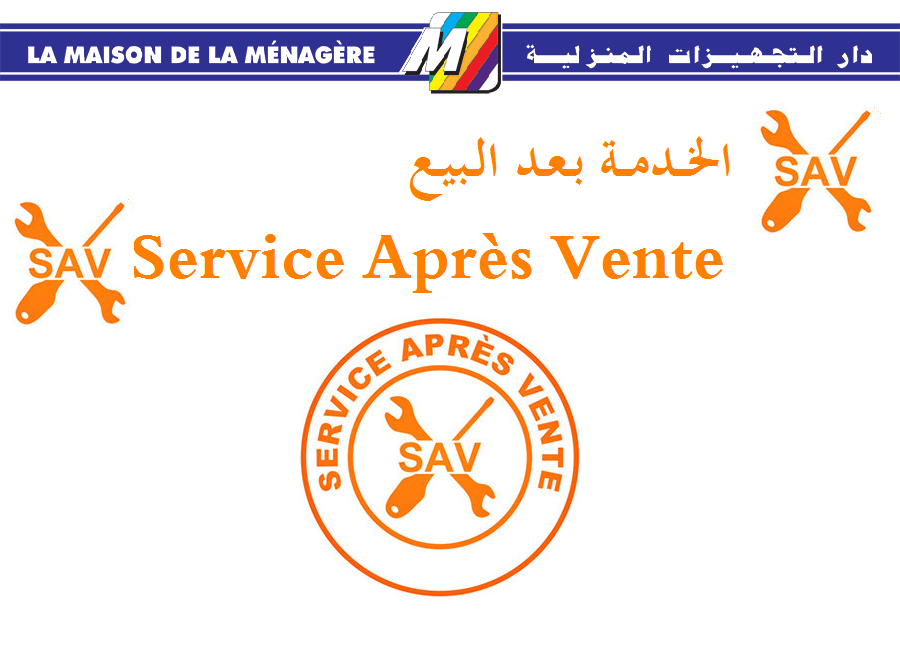 LA MAISON DE LA MÉNAGÈRE
M
دار التجهيزات المنزلية
الخدمة بعد البيع
SAV
SAV
Service Après Vente
SERVICE APRÈS VENTE
SAV